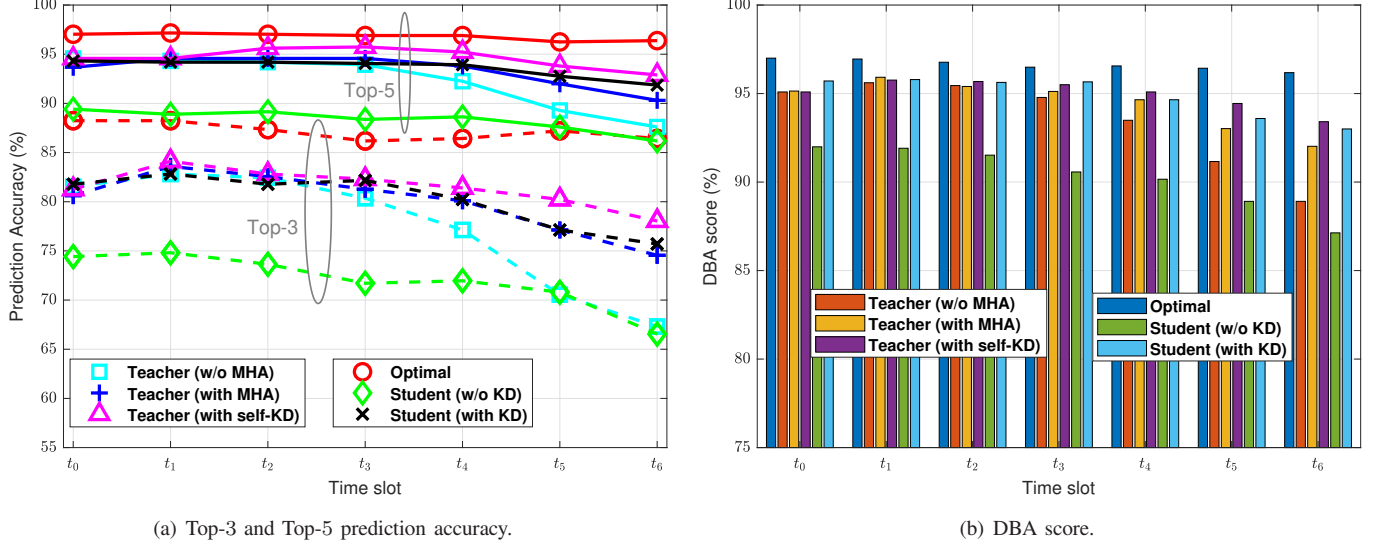 100
95
90
85
80
75
70
65
60
55
Prediction Accuracy (%)
Top-5
Top-3
Teacher (w/o MHA)
Teacher (with MHA)
Teacher (with self-KD)
Optimal
Student (w/o KD)
Student (with KD)
t0 t1 t2 t3 t4 t5 t6
Time slot
(a) Top-3 and Top-5 prediction accuracy.
100
95
90
85
80
75
DBA score (%)
Teacher (w/o MHA)
Teacher (with MHA)
Teacher (with self-KD)
Optimal
Student (w/o KD)
Student (with KD)
t0 t1 t2 t3 t4 t5 t6
Time slot
(b) DBA score.